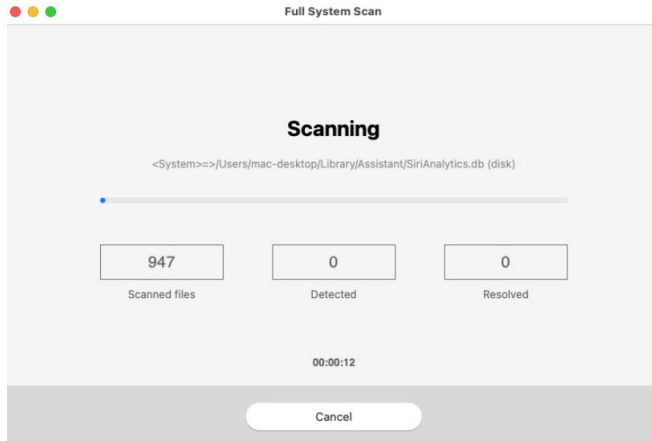 Full System Scan
Scanning
<System>=>/Users/mac-desktop/Library/Assistant/SiriAnalytics.db (disk)
947 0 0
Scanned files Detected Resolved
00:00:12
Cancel